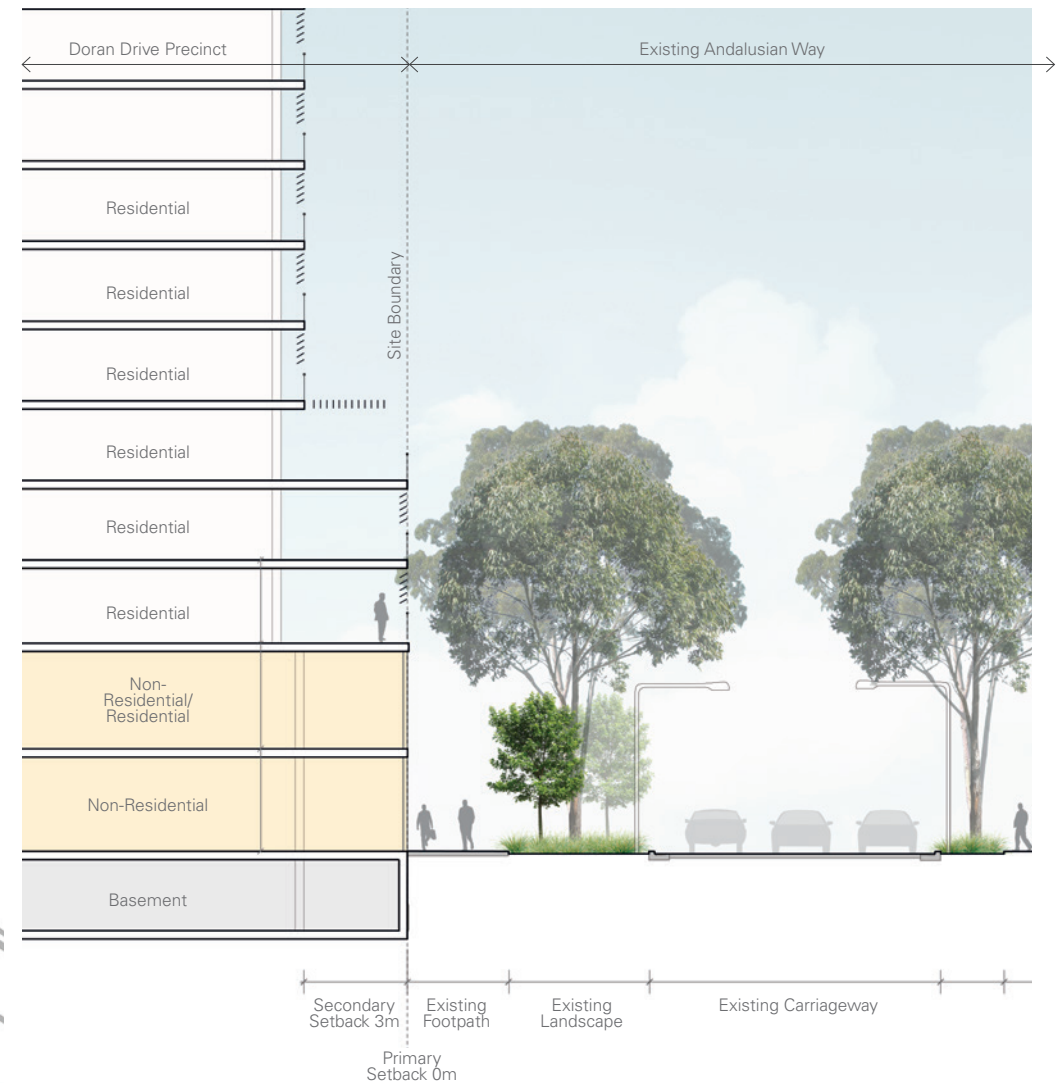 Doran Drive Precinct
Existing Andalusian Way
Site Boundary
Residential
Residential
Residential
Residential
Residential
Residential
Non-
Residential/
Residential
Non-Residential
Basement
Secondary
Setback 3m
Existing
Footpath
Existing
Landscape
Existing Carriageway
Primary
Setback 0m